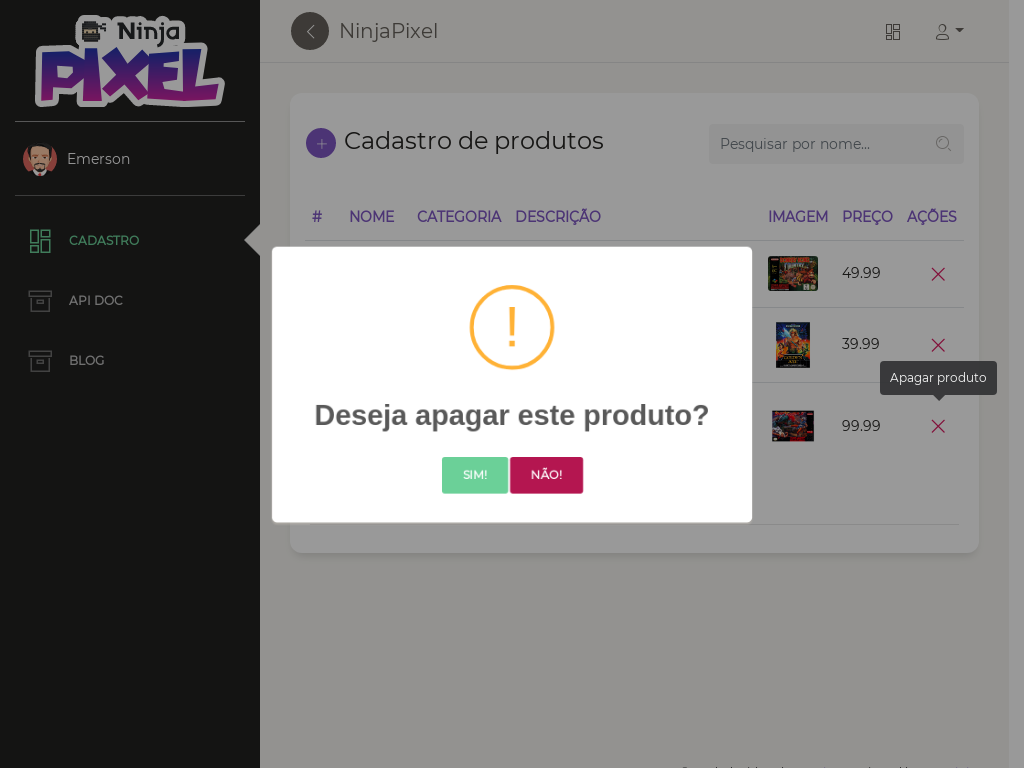 Ninja
PIXEL
NinjaPixel
Emerson
Cadastro de produtos
Pesquisar por nome...
# NOME CATEGORIA DESCRIÇÃO IMAGEM PREÇO AÇÕES
CADASTRO
API DOC
BLOG
49.99
39.99
Apagar produto
99.99
!
Deseja apagar este produto?
SIM!
NÃO!